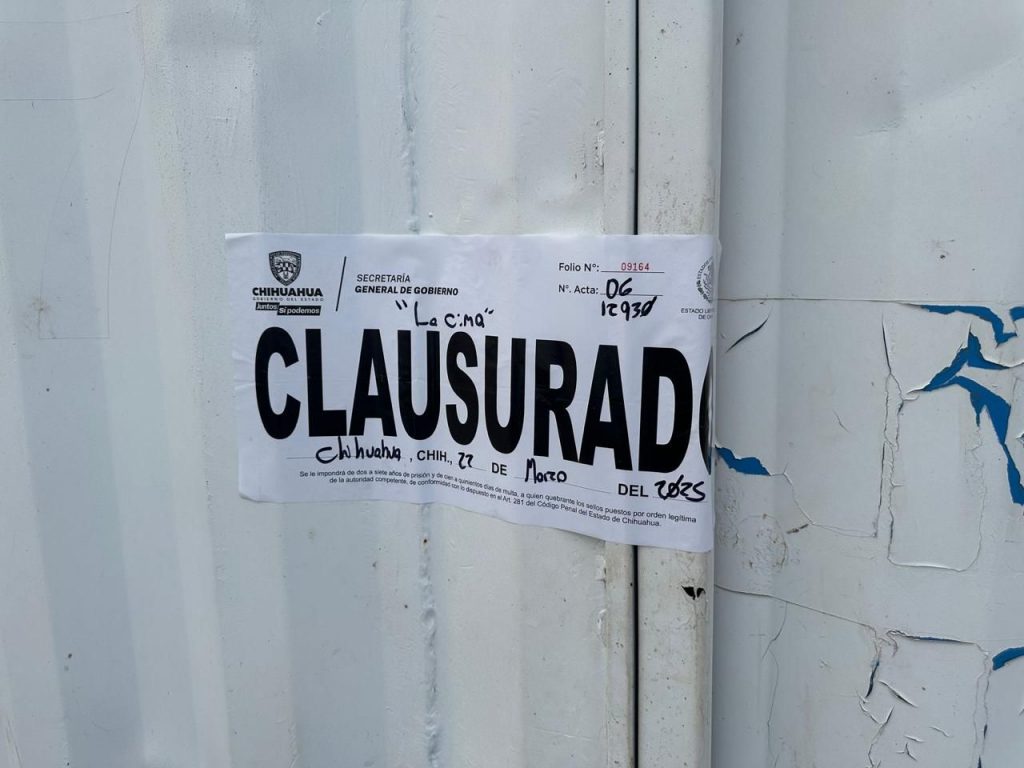 CHIHUAHUA
GOBIERNO DEL ESTADO
Juntos Sí podemos
SECRETARÍA
GENERAL DE GOBIERNO
Folio N°: 09164
N°. Acta: DG
"La cima"
CLAUSURADO
Chihuahua, CHIH., 22 DE Marzo DEL 2025
Se le impondrá de dos a siete años de prisión y de cien a quinientos días de multa, a quien quebrante los sellos puestos por orden legítima
de la autoridad competente, de conformidad con lo dispuesto en el Art. 281 del Código Penal del Estado de Chihuahua.